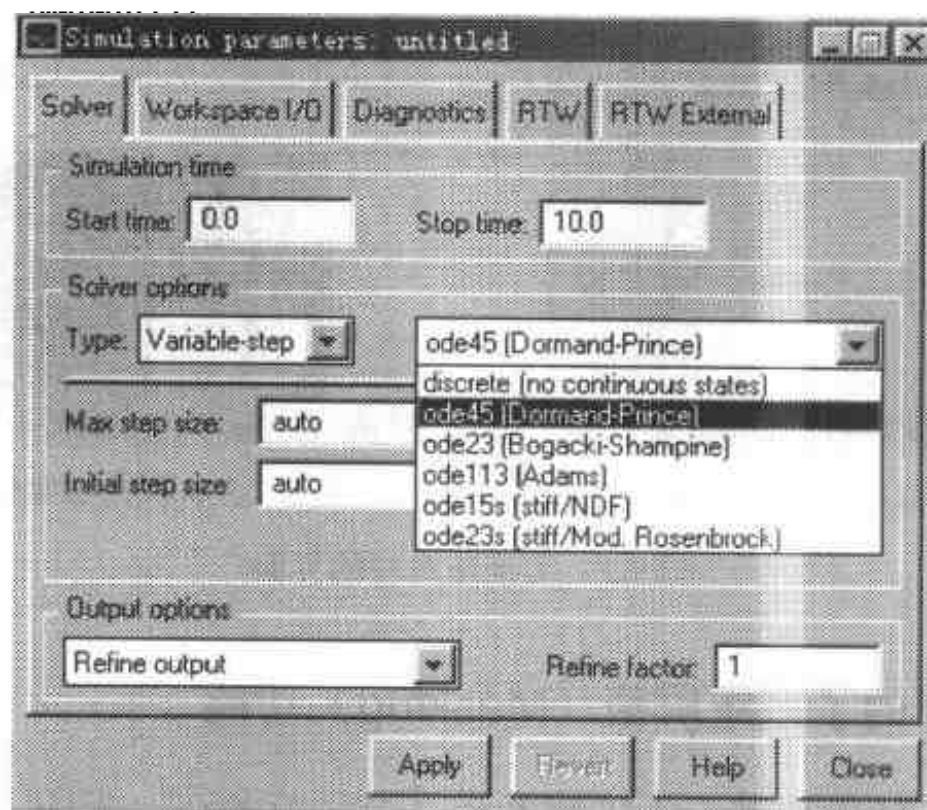 Simulation parameters: untitled
Solver Workspace I/O Diagnostics RTW RTW External
Simulation time
Start time: 0.0 Stop time: 10.0
Solver options
Type: Variable-step ode45 (Dormand-Prince)
discrete (no continuous states)
ode45 (Dormand-Prince)
Max step size: auto
ode23 (Bogacki-Shampine)
ode113 (Adams)
Initial step size: auto
ode15s (stiff/NDF)
ode23s (stiff/Mod. Rosenbrock)
Output options
Refine output Refine factor: 1
Apply Revert Help Close